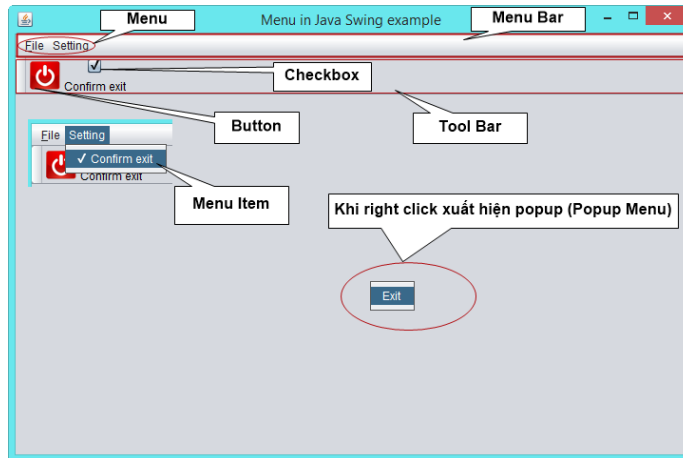 Menu
Menu in Java Swing example
Menu Bar
File Setting
Confirm exit
Checkbox
Button
Tool Bar
File Setting
✓ Confirm exit
Confirm exit
Menu Item
Khi right click xuất hiện popup (Popup Menu)
Exit